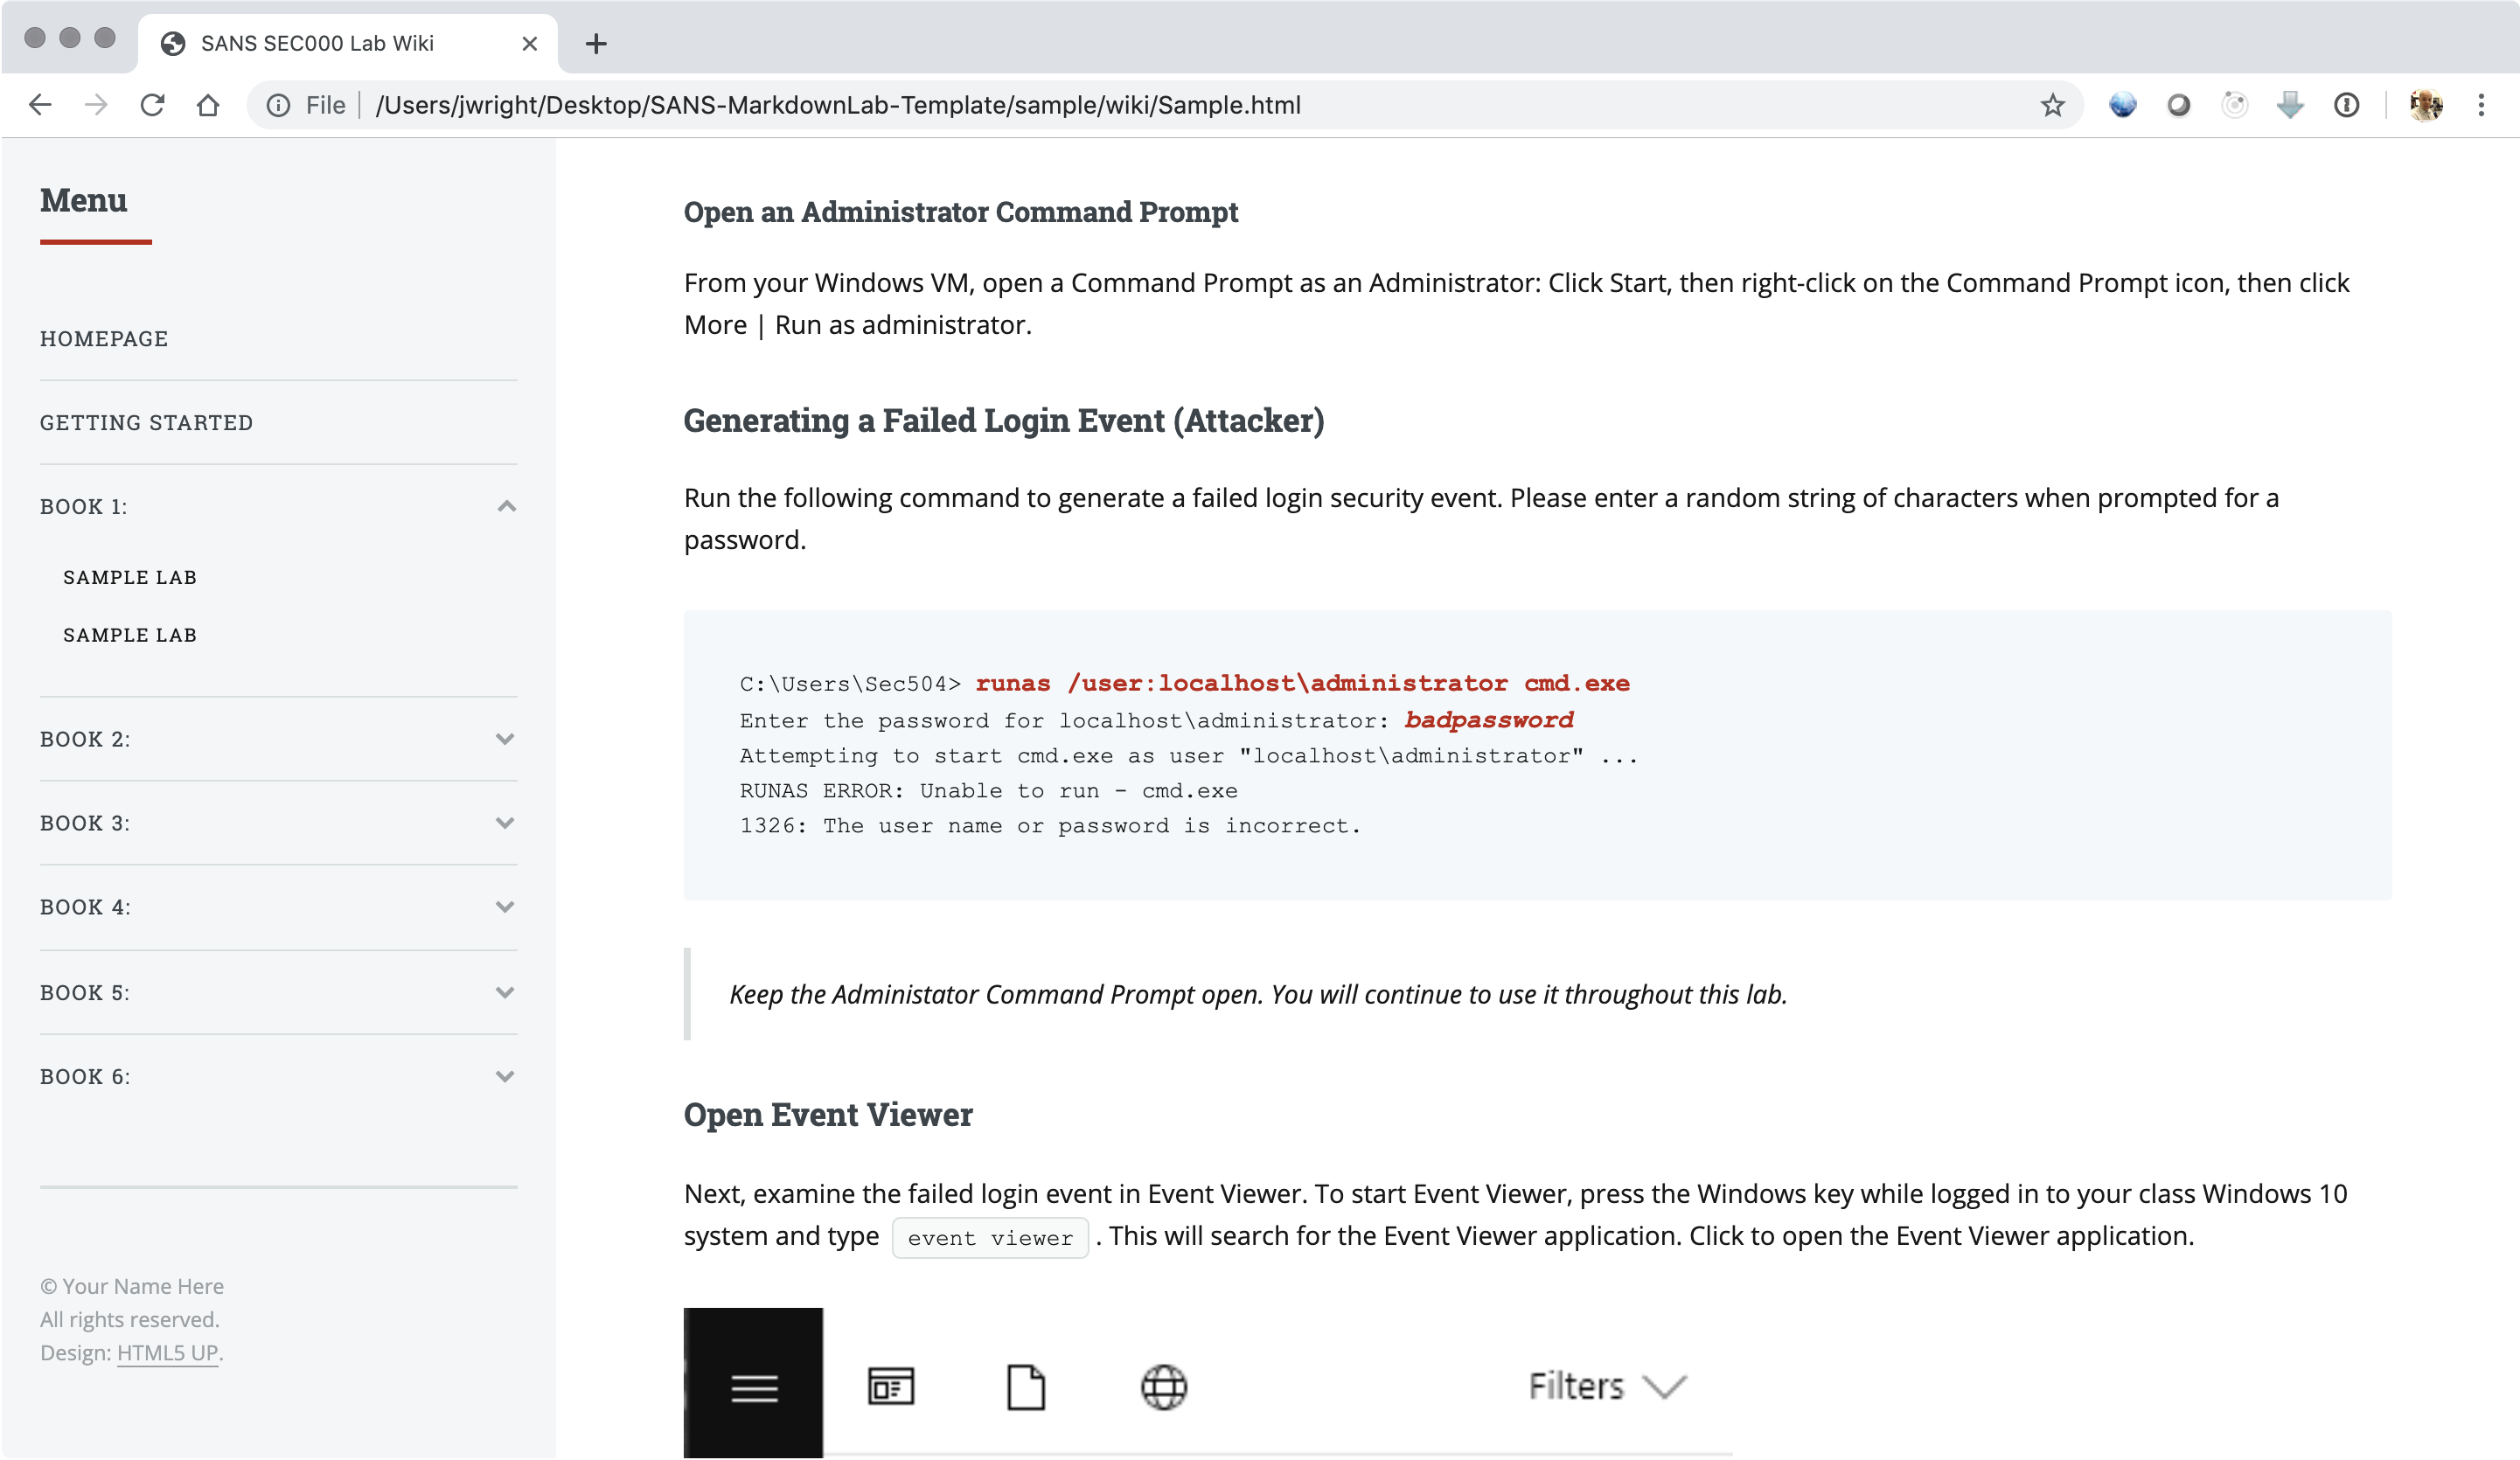 SANS SEC000 Lab Wiki
File
/Users/jwright/Desktop/SANS-MarkdownLab-Template/sample/wiki/Sample.html
Menu
HOMEPAGE
GETTING STARTED
BOOK 1:
SAMPLE LAB
SAMPLE LAB
BOOK 2:
BOOK 3:
BOOK 4:
BOOK 5:
BOOK 6:
© Your Name Here
All rights reserved.
Design: HTML5 UP.
Open an Administrator Command Prompt
From your Windows VM, open a Command Prompt as an Administrator: Click Start, then right-click on the Command Prompt icon, then click
More | Run as administrator.
Generating a Failed Login Event (Attacker)
Run the following command to generate a failed login security event. Please enter a random string of characters when prompted for a
password.
C:\Users\Sec504> runas /user:localhost\administrator cmd.exe
Enter the password for localhost\administrator: badpassword
Attempting to start cmd.exe as user "localhost\administrator" ...
RUNAS ERROR: Unable to run - cmd.exe
1326: The user name or password is incorrect.
Keep the Administator Command Prompt open. You will continue to use it throughout this lab.
Open Event Viewer
Next, examine the failed login event in Event Viewer. To start Event Viewer, press the Windows key while logged in to your class Windows 10
system and type event viewer . This will search for the Event Viewer application. Click to open the Event Viewer application.
Filters